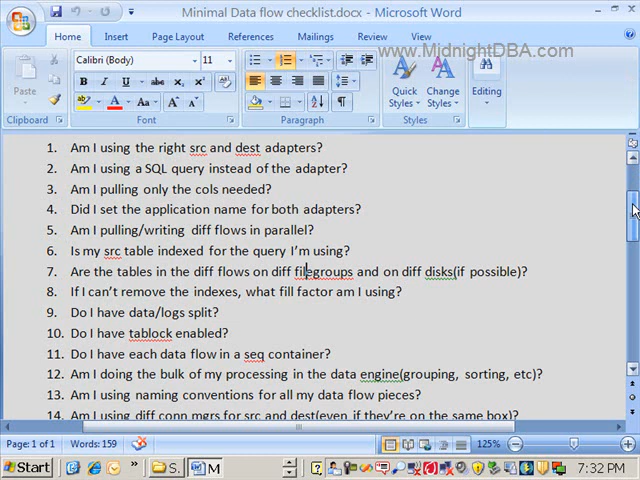 Minimal Data flow checklist.docx - Microsoft Word
www.MidnightDBA.com
Home Insert Page Layout References Mailings Review View
Calibri (Body) 11
Paste
Quick Styles
Change Styles
Editing
Clipboard Font Paragraph Styles
1. Am I using the right src and dest adapters?
2. Am I using a SQL query instead of the adapter?
3. Am I pulling only the cols needed?
4. Did I set the application name for both adapters?
5. Am I pulling/writing diff flows in parallel?
6. Is my src table indexed for the query I'm using?
7. Are the tables in the diff flows on diff filegroups and on diff disks(if possible)?
8. If I can't remove the indexes, what fill factor am I using?
9. Do I have data/logs split?
10. Do I have tablock enabled?
11. Do I have each data flow in a seq container?
12. Am I doing the bulk of my processing in the data engine(grouping, sorting, etc)?
13. Am I using naming conventions for all my data flow pieces?
14. Am I using diff conn mgrs for src and dest(even if they're on the same box)?
Page: 1 of 1 Words: 159 125%
Start S. M 7:32 PM